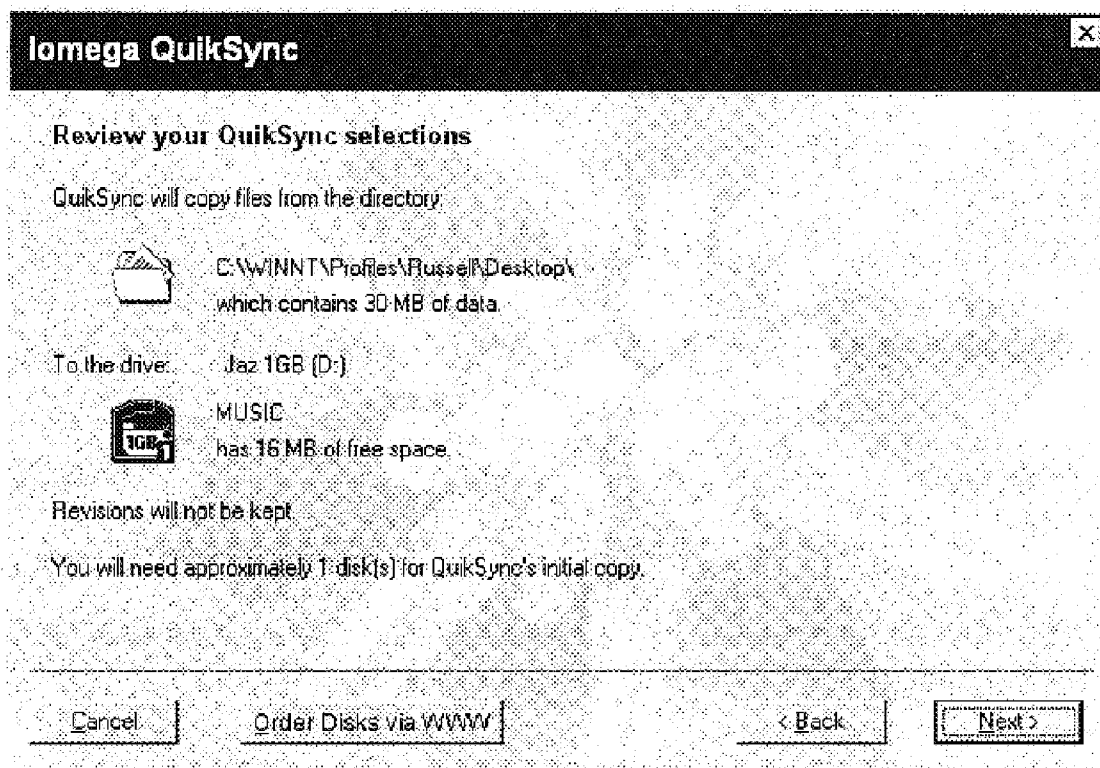 Iomega QuikSync
Review your QuikSync selections
QuikSync will copy files from the directory:
C:\WINNT\Profiles\Russell\Desktop\
which contains 30 MB of data.
To the drive: Jaz 1GB (D:)
MUSIC
1GB
has 16 MB of free space.
Revisions will not be kept.
You will need approximately 1 disk(s) for QuikSync's initial copy.
Cancel Order Disks via WWW < Back Next >